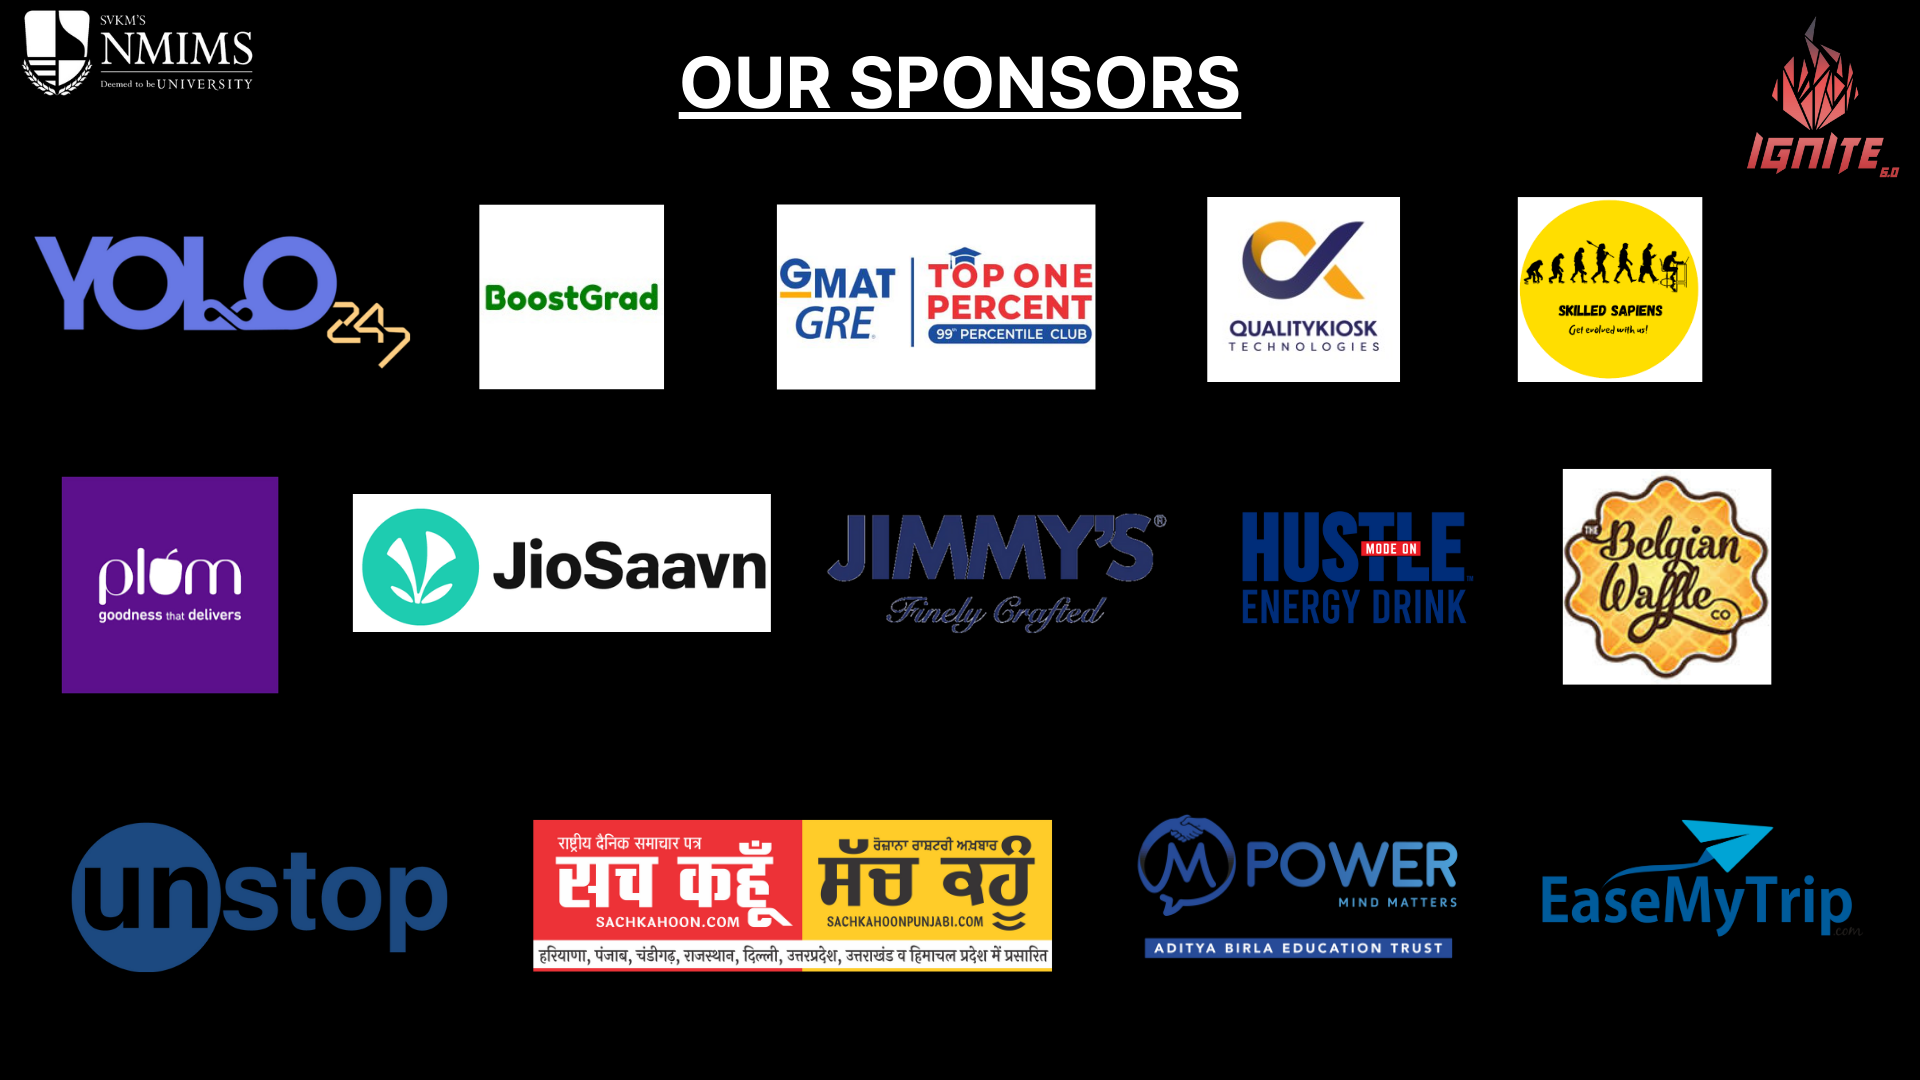 SVKM'S
NMIMS
Deemed to be UNIVERSITY
OUR SPONSORS
IGNITE
6.0
YOLO
247
BoostGrad
GMAT
GRE
TOP ONE
PERCENT
99th PERCENTILE CLUB
QUALITYKIOSK
TECHNOLOGIES
SKILLED SAPIENS
Get evolved with us!
plum
goodness that delivers
JioSaavn
JIMMY'S®
Finely Crafted
HUSTLE
MODE ON
ENERGY DRINK
THE
Belgian
Waffle
CO
unstop
राष्ट्रीय दैनिक समाचार पत्र
सच कहूँ
SACHKAHOON.COM
ਰੋਜ਼ਾਨਾ ਰਾਸ਼ਟਰੀ ਅਖ਼ਬਾਰ
ਸੱਚ ਕਹੂੰ
SACHKAHOONPUNJABI.COM
हरियाणा, पंजाब, चंडीगढ़, राजस्थान, दिल्ली, उत्तरप्रदेश, उत्तराखंड व हिमाचल प्रदेश में प्रसारित
MPOWER
MIND MATTERS
ADITYA BIRLA EDUCATION TRUST
EaseMyTrip
.com